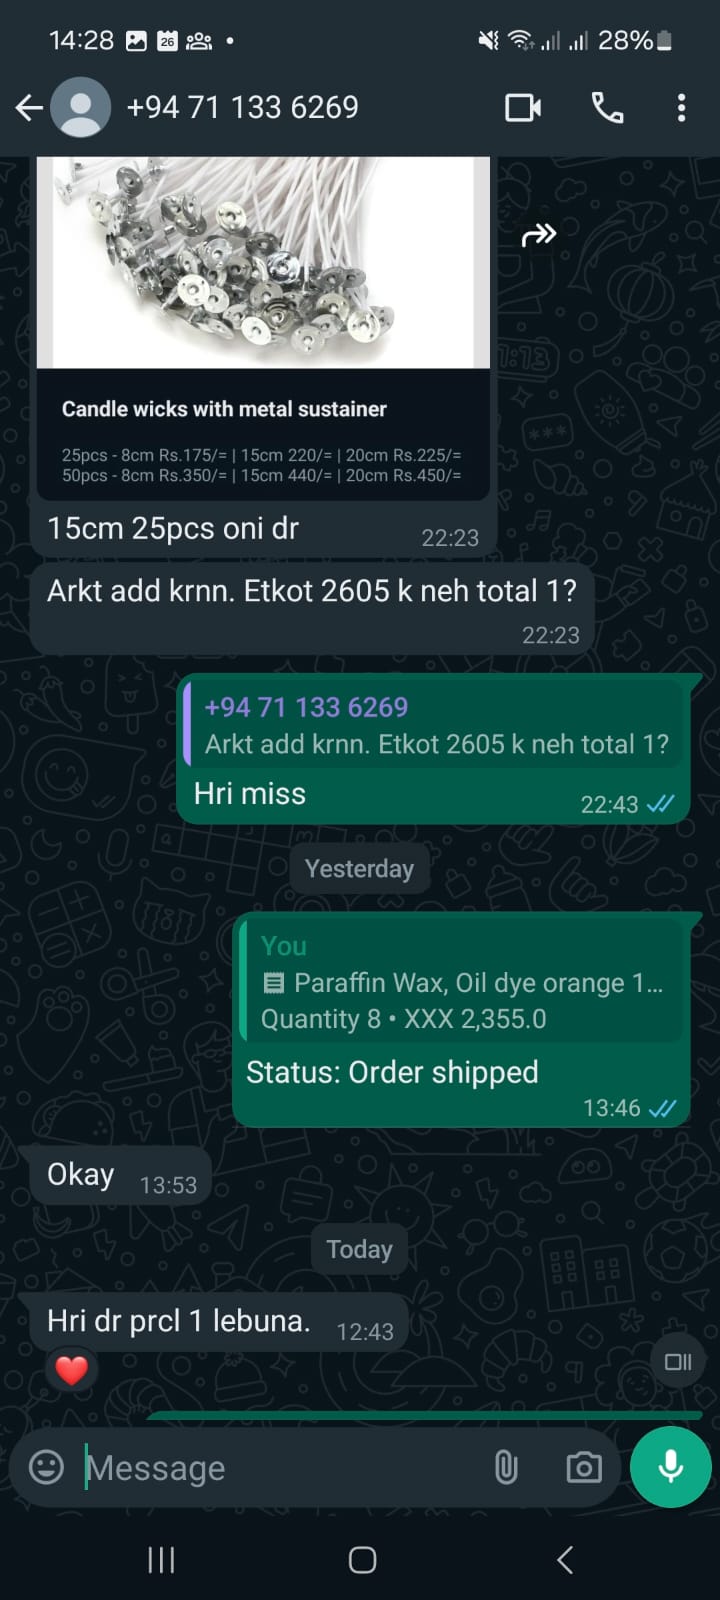 14:28 26 28%
+94 71 133 6269
Candle wicks with metal sustainer
25pcs - 8cm Rs.175/= | 15cm 220/= | 20cm Rs.225/=
50pcs - 8cm Rs.350/= | 15cm 440/= | 20cm Rs.450/=
15cm 25pcs oni dr
22:23
Arkt add krnn. Etkot 2605 k neh total 1?
22:23
+94 71 133 6269
Arkt add krnn. Etkot 2605 k neh total 1?
Hri miss
22:43
Yesterday
You
Paraffin Wax, Oil dye orange 1...
Quantity 8 • XXX 2,355.0
Status: Order shipped
13:46
Okay 13:53
Today
Hri dr prcl 1 lebuna. 12:43
Message